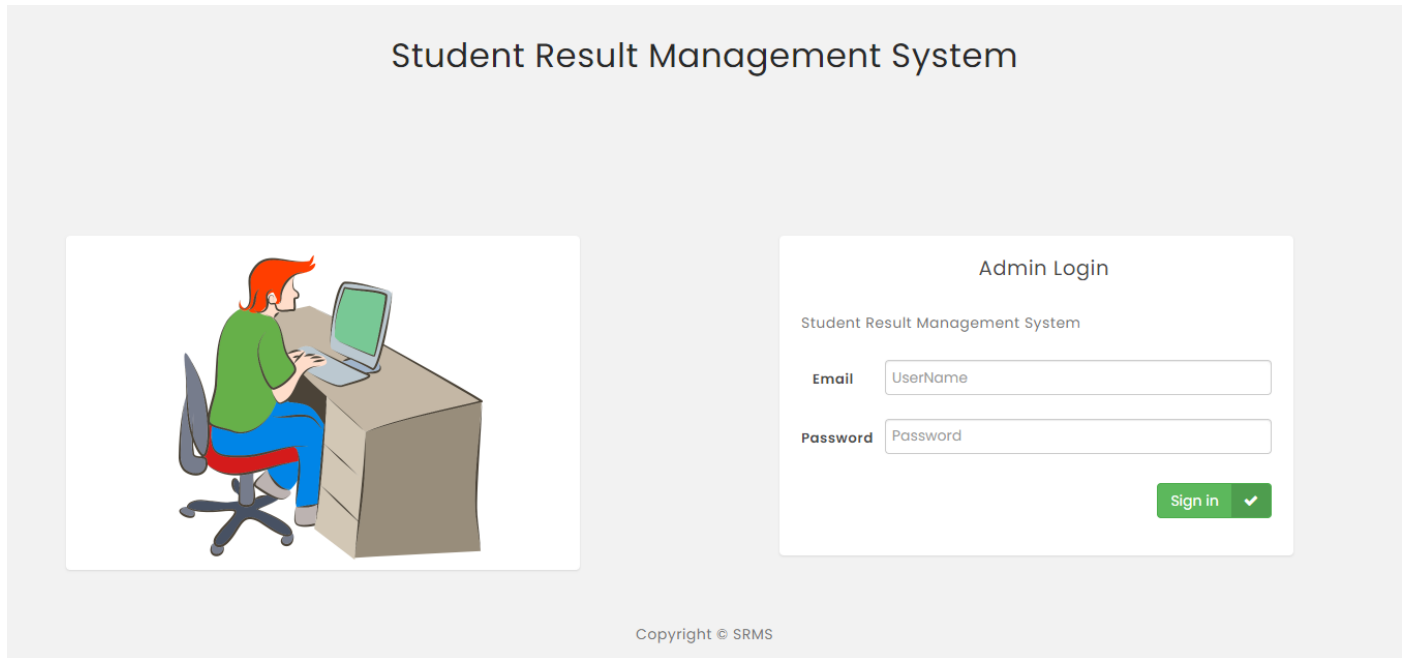 Student Result Management System
Admin Login
Student Result Management System
Email UserName
Password Password
Sign in
Copyright © SRMS